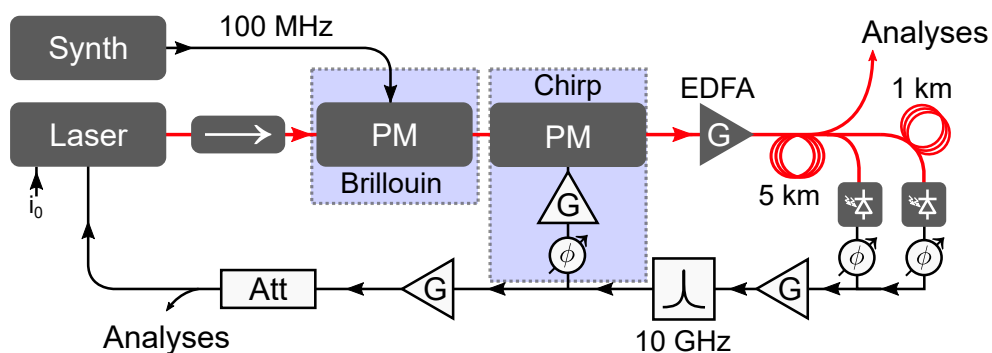 Synth
100 MHz
Analyses
Chirp
EDFA
1 km
Laser
PM
PM
G
Brillouin
5 km
i0
G
ϕ
ϕ
ϕ
Att
G
G
Analyses
10 GHz